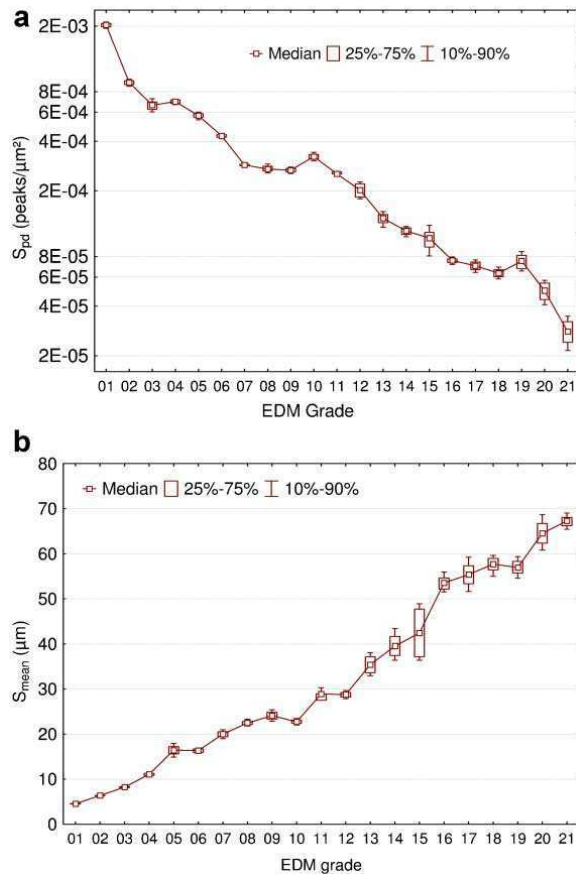 a
2E-03
Median 25%-75% 10%-90%
8E-04
6E-04
4E-04
2E-04
8E-05
6E-05
4E-05
2E-05
S_pd (peaks/µm²)
01 02 03 04 05 06 07 08 09 10 11 12 13 14 15 16 17 18 19 20 21
EDM Grade
b
80
Median 25%-75% 10%-90%
70
60
50
40
30
20
10
0
S_mean (µm)
01 02 03 04 05 06 07 08 09 10 11 12 13 14 15 16 17 18 19 20 21
EDM grade